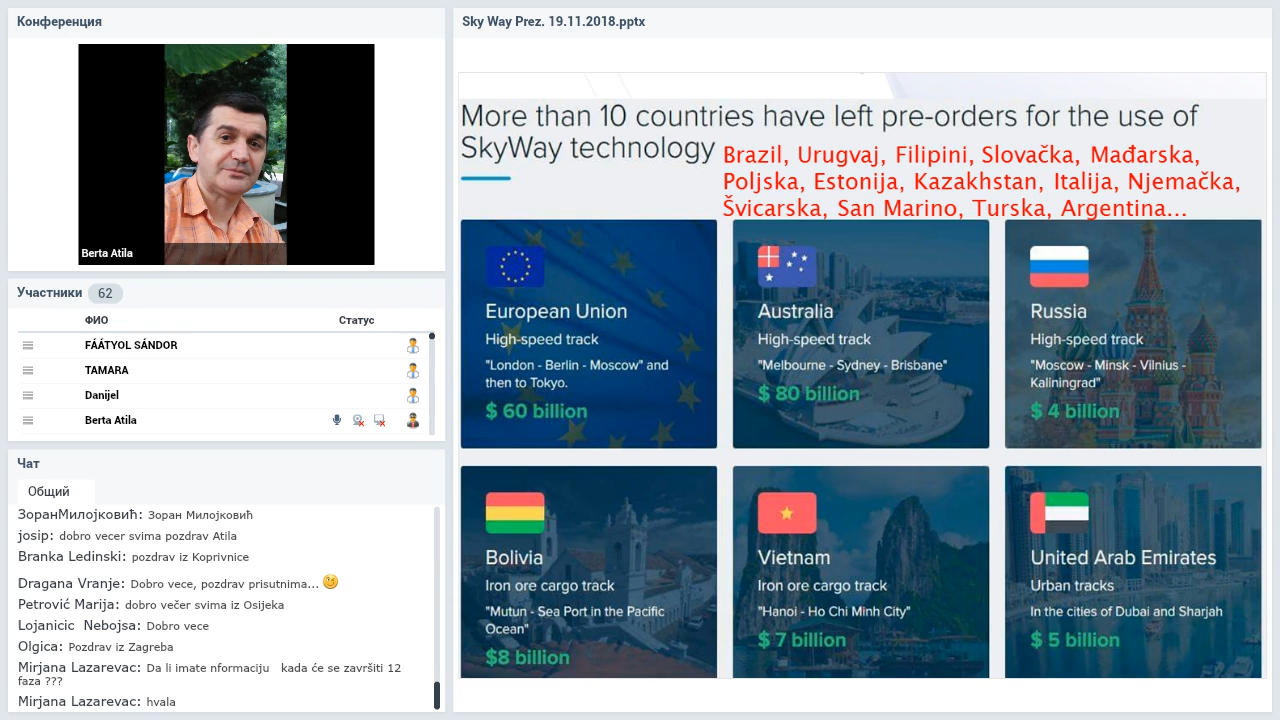 Конференция
Berta Atila
Участники 62
ФИО Статус
FÁÁTYOL SÁNDOR
TAMARA
Danijel
Berta Atila
Чат
Общий
ЗоранМилојковић: Зоран Милојковић
josip: dobro vecer svima pozdrav Atila
Branka Ledinski: pozdrav iz Koprivnice
Dragana Vranje: Dobro vece, pozdrav prisutnima...
Petrović Marija: dobro večer svima iz Osijeka
Lojanicic Nebojsa: Dobro vece
Olgica: Pozdrav iz Zagreba
Mirjana Lazarevac: Da li imate nformaciju kada će se završiti 12
faza ???
Mirjana Lazarevac: hvala
Sky Way Prez. 19.11.2018.pptx
More than 10 countries have left pre-orders for the use of
SkyWay technology
Brazil, Urugvaj, Filipini, Slovačka, Mađarska,
Poljska, Estonija, Kazakhstan, Italija, Njemačka,
Švicarska, San Marino, Turska, Argentina...
European Union
High-speed track
"London - Berlin - Moscow" and
then to Tokyo.
$ 60 billion
Australia
High-speed track
"Melbourne - Sydney - Brisbane"
$ 80 billion
Russia
High-speed track
"Moscow - Minsk - Vilnius -
Kaliningrad"
$ 4 billion
Bolivia
Iron ore cargo track
"Mutun - Sea Port in the Pacific
Ocean"
$8 billion
Vietnam
Iron ore cargo track
"Hanoi - Ho Chi Minh City"
$ 7 billion
United Arab Emirates
Urban tracks
In the cities of Dubai and Sharjah
$ 5 billion